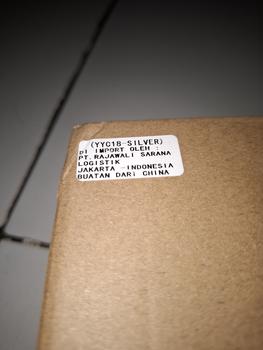 (YYC18-SILVER)
DI IMPORT OLEH :
PT.RAJAWALI SARANA
LOGISTIK
JAKARTA -INDONESIA
BUATAN DARI CHINA